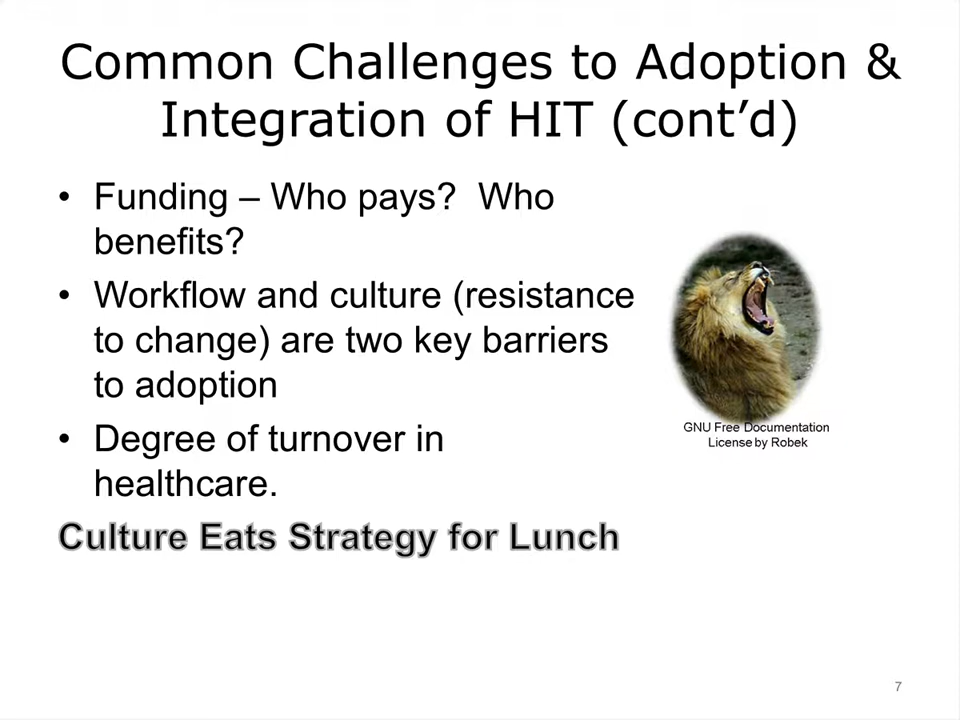 Common Challenges to Adoption &
Integration of HIT (cont’d)
• Funding – Who pays?  Who
benefits?
• Workflow and culture (resistance
to change) are two key barriers
to adoption
• Degree of turnover in
healthcare.
Culture Eats Strategy for Lunch
GNU Free Documentation
License by Robek
7